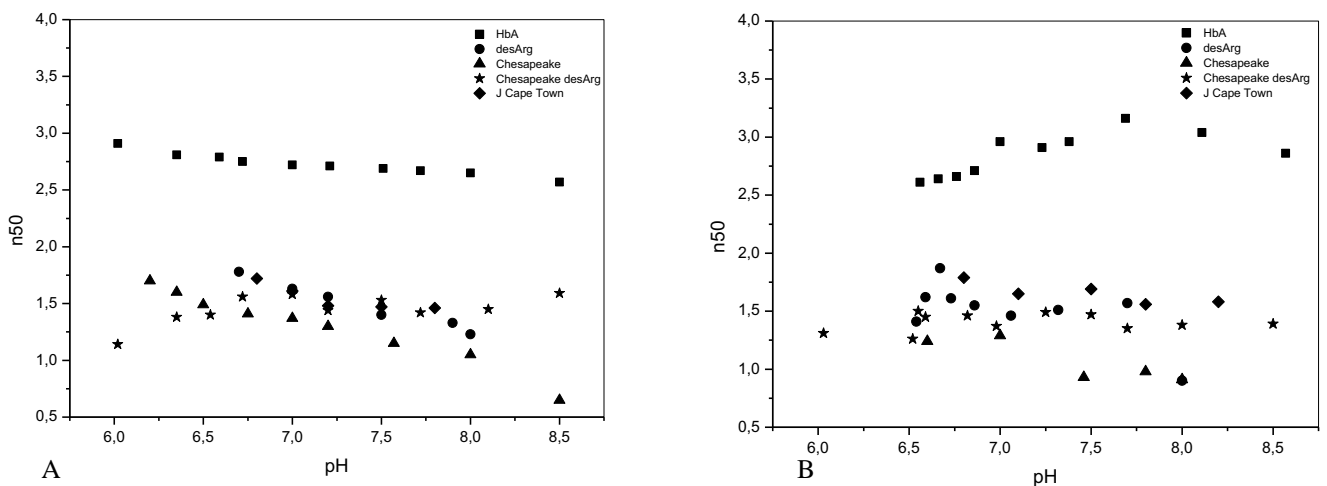 4,0
3,5
3,0
2,5
2,0
1,5
1,0
0,5
n50
HbA
desArg
Chesapeake
Chesapeake desArg
J Cape Town
6,0 6,5 7,0 7,5 8,0 8,5
pH
A
4,0
3,5
3,0
2,5
2,0
1,5
1,0
0,5
n50
HbA
desArg
Chesapeake
Chesapeake desArg
J Cape Town
6,0 6,5 7,0 7,5 8,0 8,5
pH
B